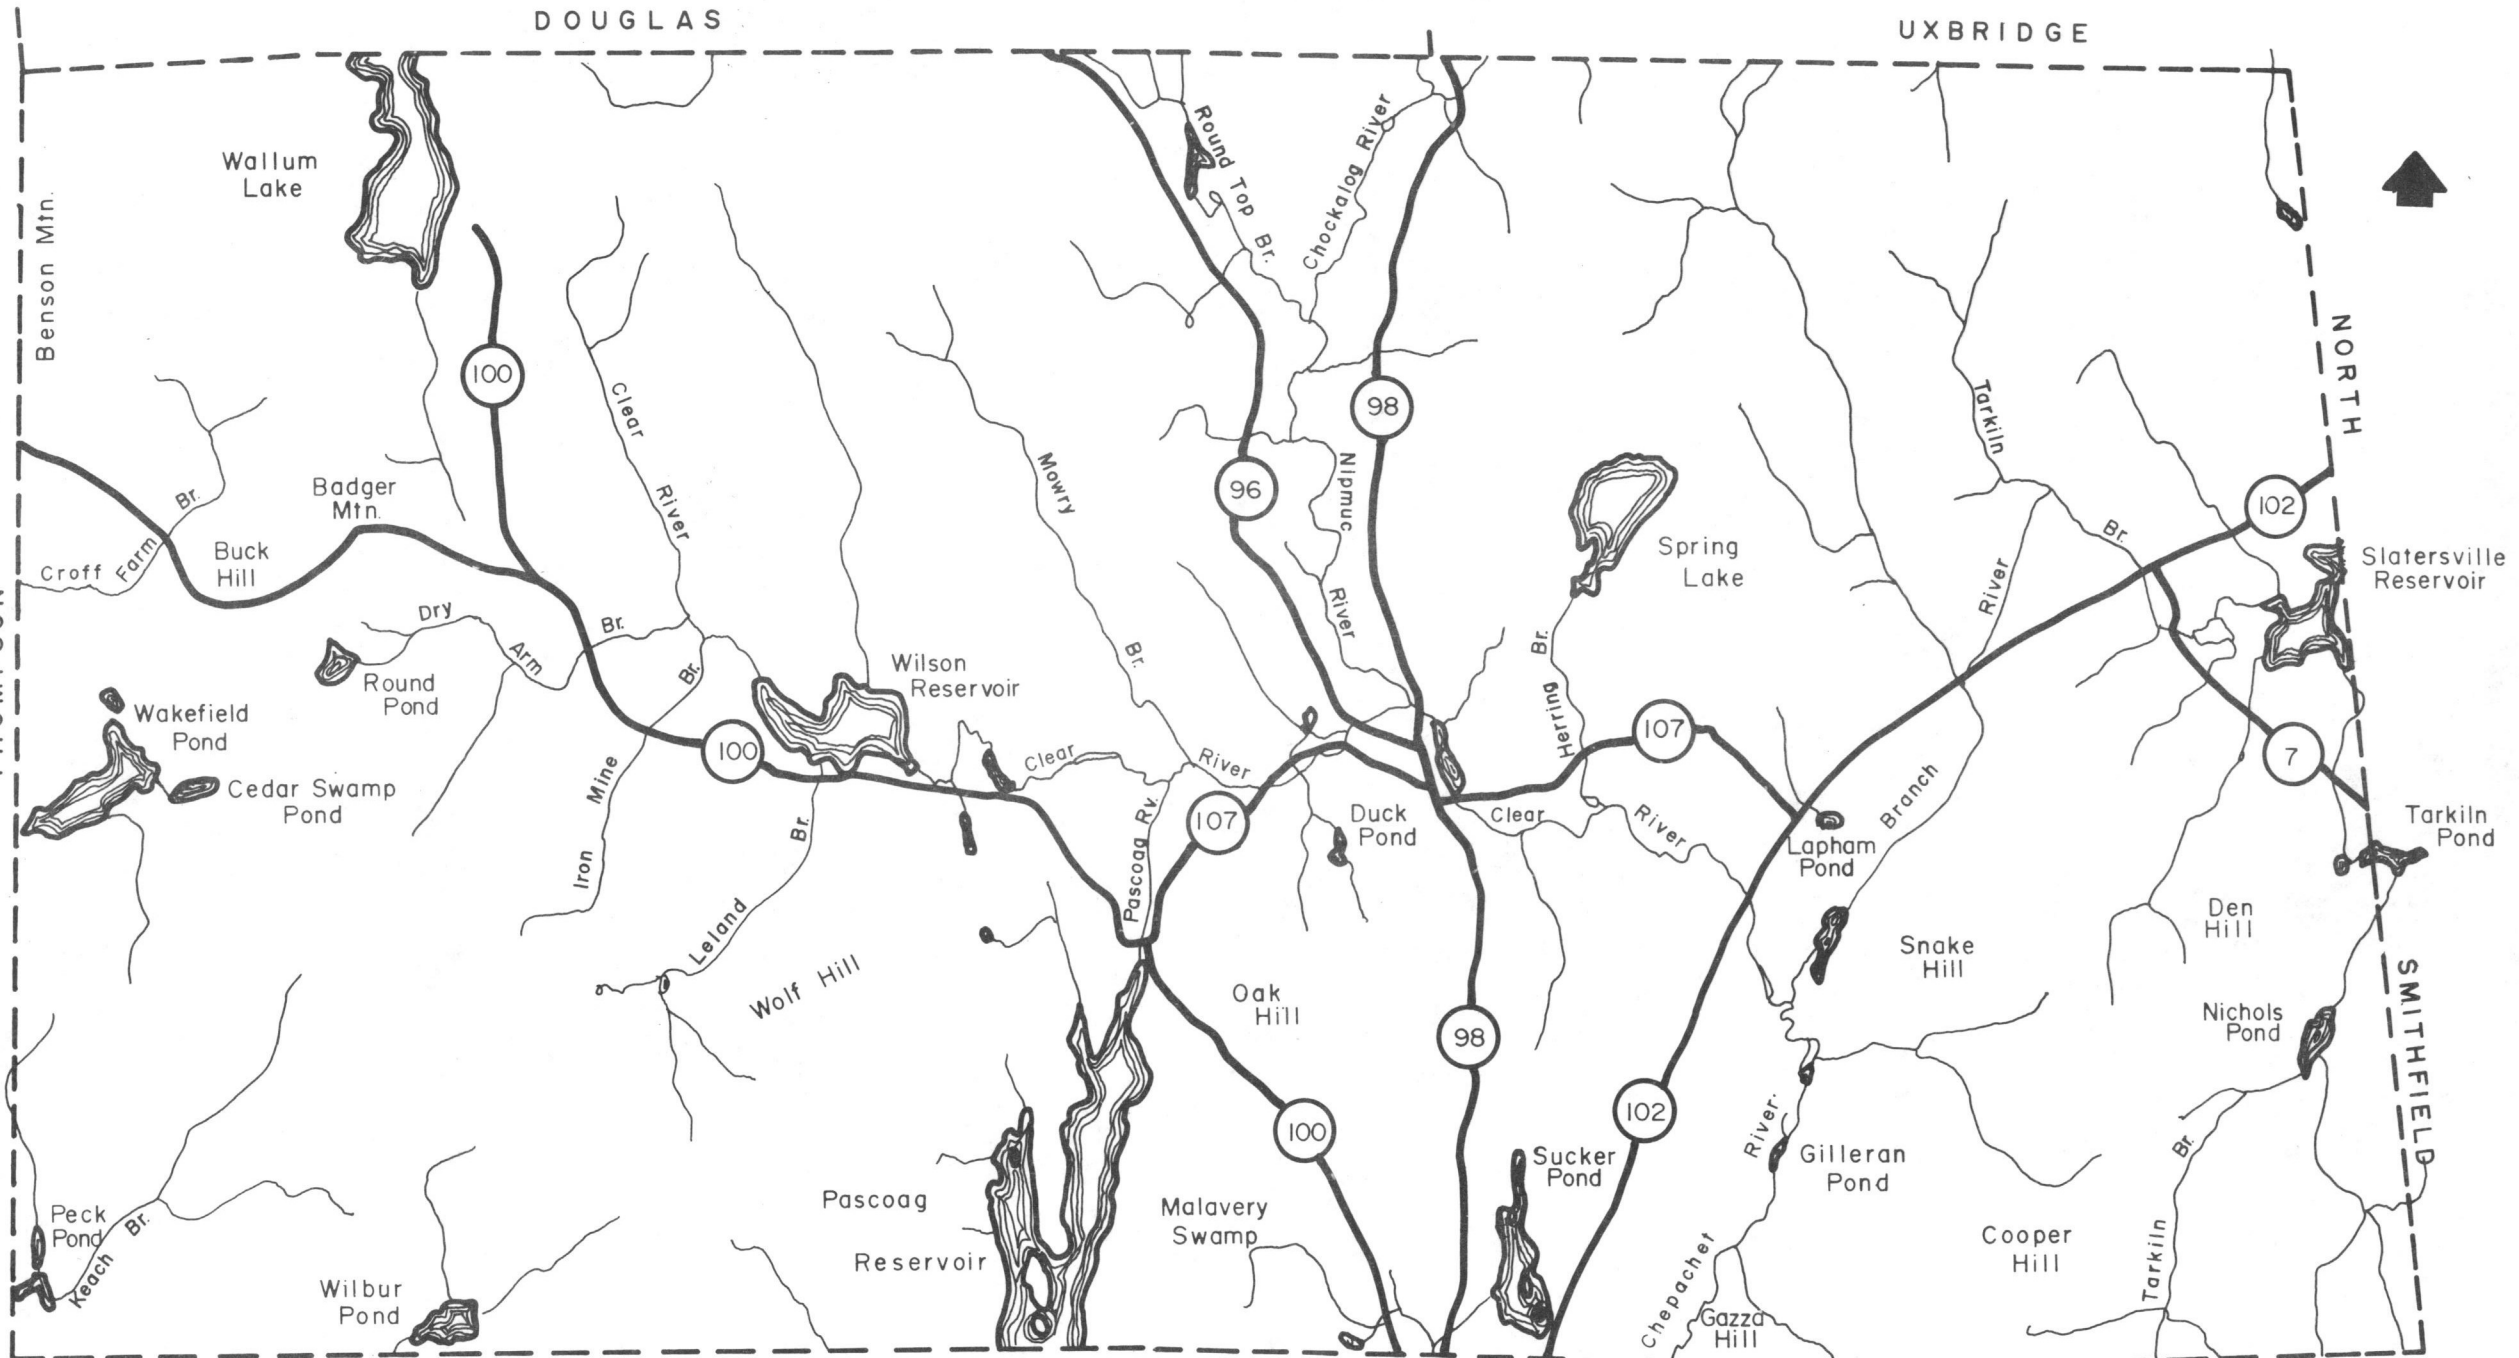 DOUGLAS
UXBRIDGE
Wallum
Lake
Benson Mtn.
Round Top Br.
Chockalog River
NORTH
100
98
96
102
Clear
River
Mowry
Br.
Nipmuc
River
Tarkiln
Br.
River
Badger
Mtn.
Buck
Hill
Croff Farm Br.
Spring
Lake
Slatersville
Reservoir
Dry
Arm
Br.
Round
Pond
Wilson
Reservoir
Herring Br.
Wakefield
Pond
Cedar Swamp
Pond
100
107
7
Iron Mine Br.
Clear
River
Pascoag Rv.
107
Duck
Pond
Clear
River
Branch
Lapham
Pond
Tarkiln
Pond
Leland Br.
Wolf Hill
Oak
Hill
98
Snake
Hill
Den
Hill
Nichols
Pond
SMITHFIELD
100
102
Sucker
Pond
River
Gilleran
Pond
Br.
Peck
Pond
Keach Br.
Pascoag
Reservoir
Malavery
Swamp
Cooper
Hill
Tarkiln
Wilbur
Pond
Chepachet
Gazza
Hill